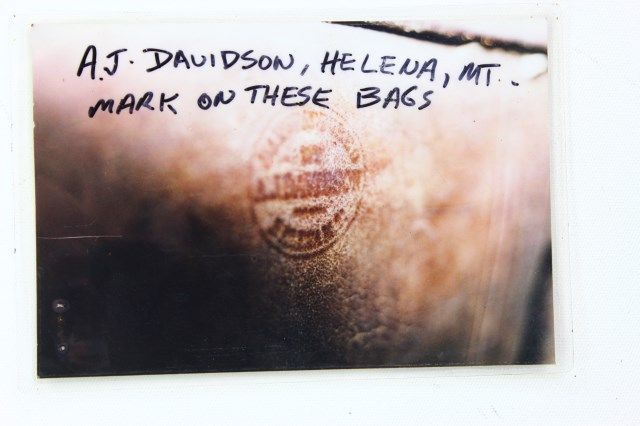 A.J. DAVIDSON, HELENA, MT.
MARK ON THESE BAGS